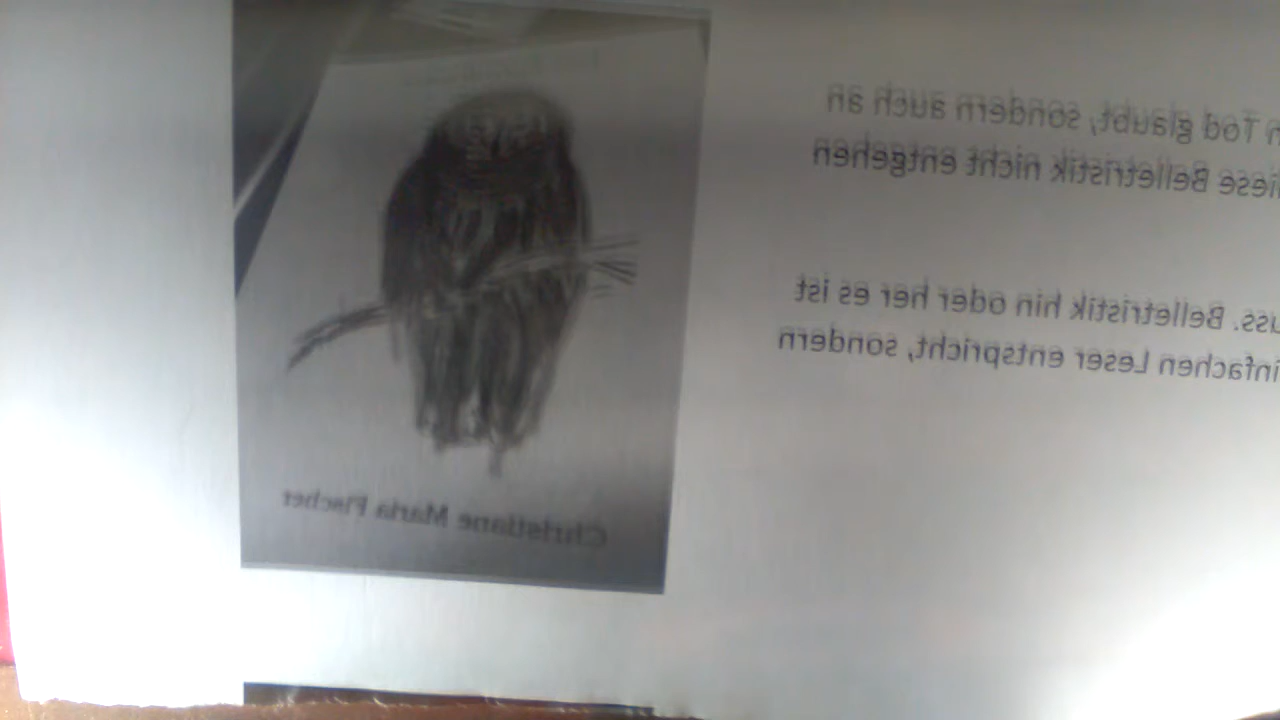 Tod glaubt, sondern auch an
Belletristik nicht entgehen
Belletristik hin oder her es ist
Leser entspricht, sondern
Christiane Maria Fischer